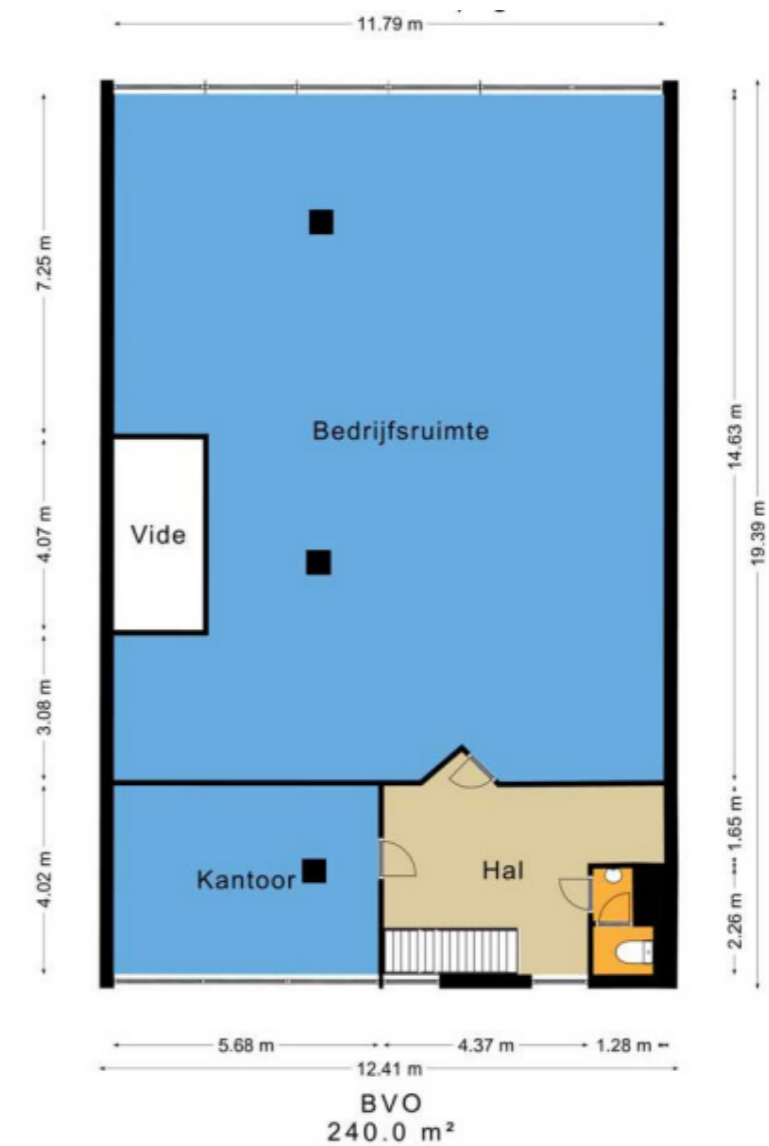 11.79 m
7.25 m
Bedrijfsruimte
14.63 m
19.39 m
Vide
4.07 m
3.08 m
1.65 m
Kantoor
Hal
4.02 m
2.26 m
5.68 m
4.37 m
1.28 m
12.41 m
BVO
240.0 m²